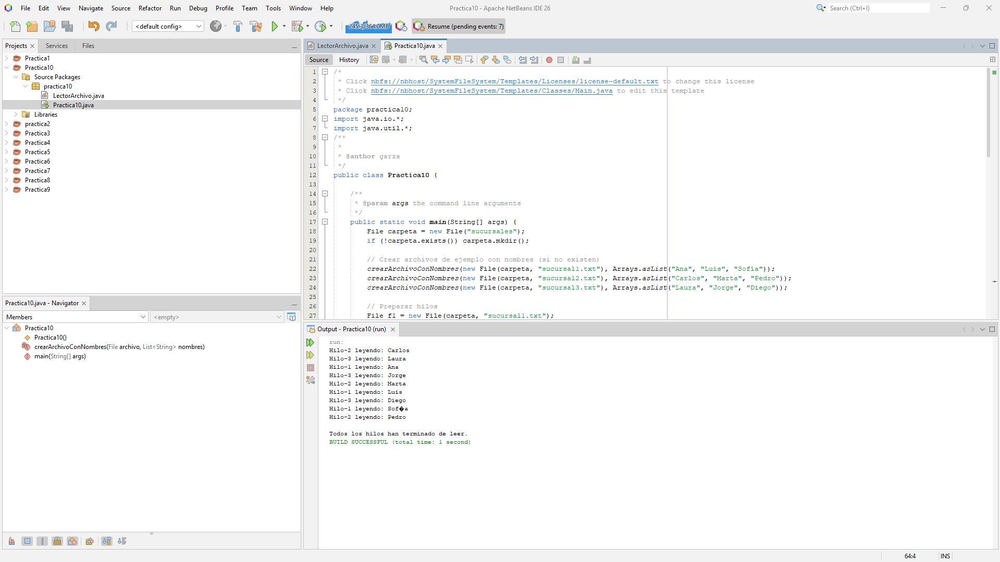 File Edit View Navigate Source Refactor Run Debug Profile Team Tools Window Help
Practica10 - Apache NetBeans IDE 26
Search (Ctrl+I)
<default config>
245.3/364.0MB
Resume (pending events: 7)
Projects Services Files
Practica1
Practica10
Source Packages
practica10
LectorArchivo.java
Practica10.java
Libraries
practica2
Practica3
Practica4
Practica5
Practica6
Practica7
Practica8
Practica9
Practica10.java - Navigator
Members <empty>
Practica10
Practica10()
crearArchivoConNombres(File archivo, List<String> nombres)
main(String[] args)
LectorArchivo.java Practica10.java
Source History
1 /*
2 * Click nbfs://nbhost/SystemFileSystem/Templates/Licenses/license-default.txt to change this license
3 * Click nbfs://nbhost/SystemFileSystem/Templates/Classes/Main.java to edit this template
4 */
5 package practica10;
6 import java.io.*;
7 import java.util.*;
8 /**
9 *
10 * @author garza
11 */
12 public class Practica10 {
13
14 /**
15 * @param args the command line arguments
16 */
17 public static void main(String[] args) {
18 File carpeta = new File("sucursales");
19 if (!carpeta.exists()) carpeta.mkdir();
20
21 // Crear archivos de ejemplo con nombres (si no existen)
22 crearArchivoConNombres(new File(carpeta, "sucursal1.txt"), Arrays.asList("Ana", "Luis", "Sofía"));
23 crearArchivoConNombres(new File(carpeta, "sucursal2.txt"), Arrays.asList("Carlos", "Marta", "Pedro"));
24 crearArchivoConNombres(new File(carpeta, "sucursal3.txt"), Arrays.asList("Laura", "Jorge", "Diego"));
25
26 // Preparar hilos
27 File f1 = new File(carpeta, "sucursal1.txt");
Output - Practica10 (run)
run:
Hilo-2 leyendo: Carlos
Hilo-3 leyendo: Laura
Hilo-1 leyendo: Ana
Hilo-3 leyendo: Jorge
Hilo-2 leyendo: Marta
Hilo-1 leyendo: Luis
Hilo-3 leyendo: Diego
Hilo-1 leyendo: Sof�a
Hilo-2 leyendo: Pedro
Todos los hilos han terminado de leer.
BUILD SUCCESSFUL (total time: 1 second)
64:4 INS